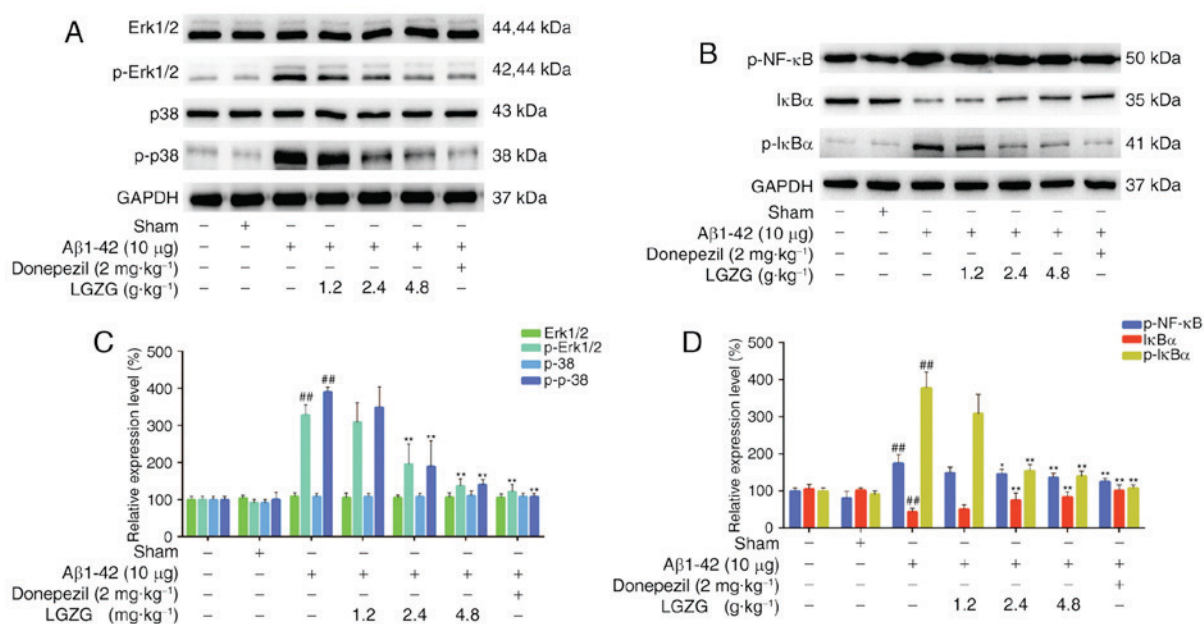 A
Erk1/2 44,44 kDa
p-Erk1/2 42,44 kDa
p38 43 kDa
p-p38 38 kDa
GAPDH 37 kDa
Sham − + − − − − −
Aβ1-42 (10 μg) − − + + + + +
Donepezil (2 mg·kg⁻¹) − − − − − − +
LGZG (g·kg⁻¹) − − − 1.2 2.4 4.8 −
B
p-NF-κB 50 kDa
IκBα 35 kDa
p-IκBα 41 kDa
GAPDH 37 kDa
Sham − + − − − − −
Aβ1-42 (10 μg) − − + + + + +
Donepezil (2 mg·kg⁻¹) − − − − − − +
LGZG (g·kg⁻¹) − − − 1.2 2.4 4.8 −
C
Erk1/2
p-Erk1/2
p-38
p-p-38
Relative expression level (%)
500
400
300
200
100
0
## ## ** ** ** ** ** **
Sham − + − − − − −
Aβ1-42 (10 μg) − − + + + + +
Donepezil (2 mg·kg⁻¹) − − − − − − +
LGZG (mg·kg⁻¹) − − − 1.2 2.4 4.8 −
D
p-NF-κB
IκBα
p-IκBα
Relative expression level (%)
500
400
300
200
100
0
## ## ## * ** ** ** ** ** ** ** **
Sham − + − − − − −
Aβ1-42 (10 μg) − − + + + + +
Donepezil (2 mg·kg⁻¹) − − − − − − +
LGZG (g·kg⁻¹) − − − 1.2 2.4 4.8 −